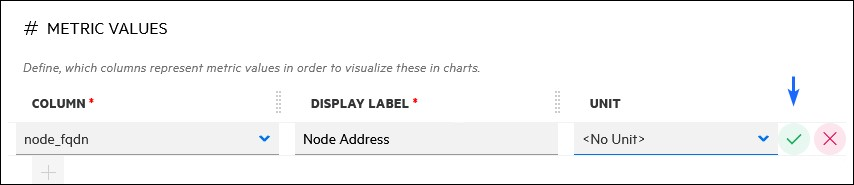 # METRIC VALUES
Define, which columns represent metric values in order to visualize these in charts.
COLUMN * DISPLAY LABEL * UNIT
node_fqdn Node Address <No Unit>